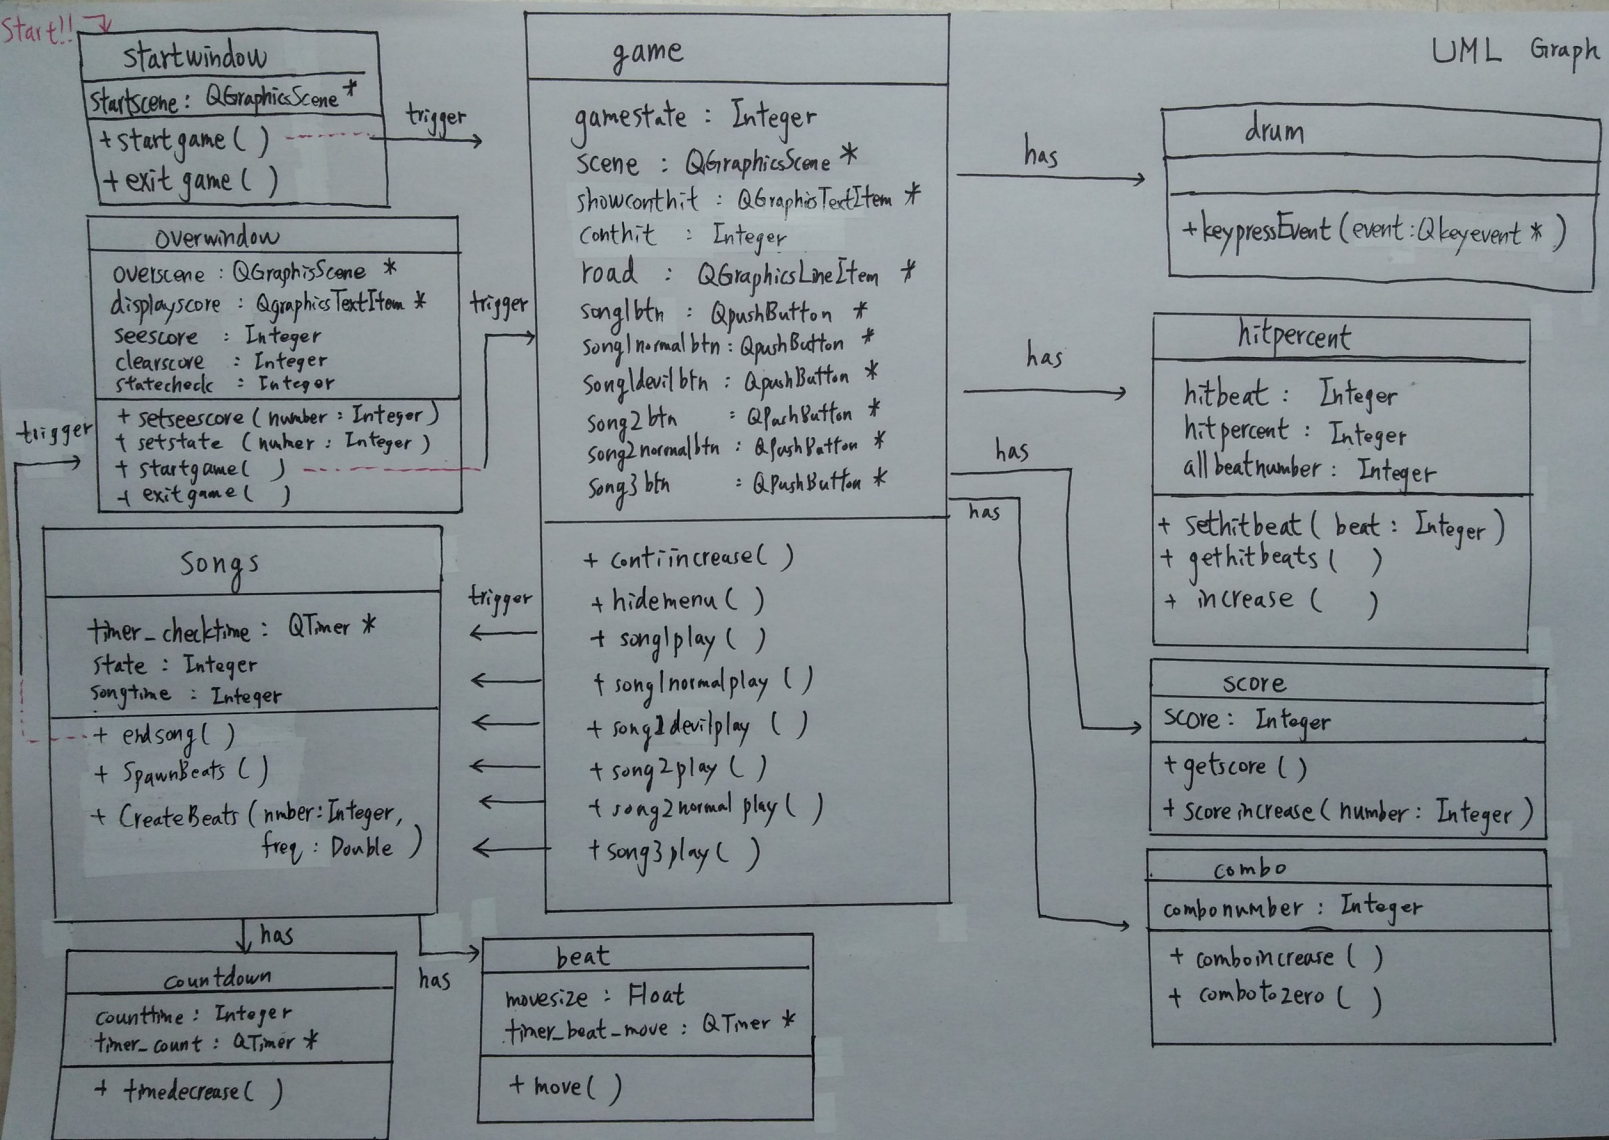 Start!!
UML Graph
startwindow
startscene: QGraphicsScene *
+ startgame ( )
+ exit game ( )
trigger
overwindow
overscene : QGraphisScene *
displayscore : QgraphicsTextItem *
seescore : Integer
clearscore : Integer
statecheck : Integer
+ setseescore ( number : Integer )
+ setstate ( number : Integer )
+ startgame ( )
+ exitgame ( )
trigger
trigger
songs
timer_checktime : QTimer *
state : Integer
songtime : Integer
+ endsong ( )
+ SpawnBeats ( )
+ CreateBeats ( nmber : Integer,
freq : Double )
has
has
countdown
counttime : Integer
timer_count : QTimer *
+ timedecrease ( )
beat
movesize : Float
timer_beat_move : QTimer *
+ move ( )
game
gamestate : Integer
scene : QGraphicsScene *
showconthit : QGraphicsTextItem *
conthit : Integer
road : QGraphicsLineItem *
song1btn : QpushButton *
song1normalbtn : QpushButton *
song1devilbtn : QpushButton *
song2btn : QPushButton *
song2normalbtn : QPushButton *
song3btn : QPushButton *
+ contiincrease ( )
+ hidemenu ( )
+ song1play ( )
+ song1normalplay ( )
+ song1devilplay ( )
+ song2play ( )
+ song2normal play ( )
+ song3play ( )
trigger
has
has
has
has
drum
+ keypressEvent ( event : Qkeyevent * )
hitpercent
hitbeat : Integer
hitpercent : Integer
allbeatnumber : Integer
+ sethitbeat ( beat : Integer )
+ gethitbeats ( )
+ increase ( )
score
score : Integer
+ getscore ( )
+ scoreincrease ( number : Integer )
combo
combonumber : Integer
+ comboincrease ( )
+ combotozero ( )